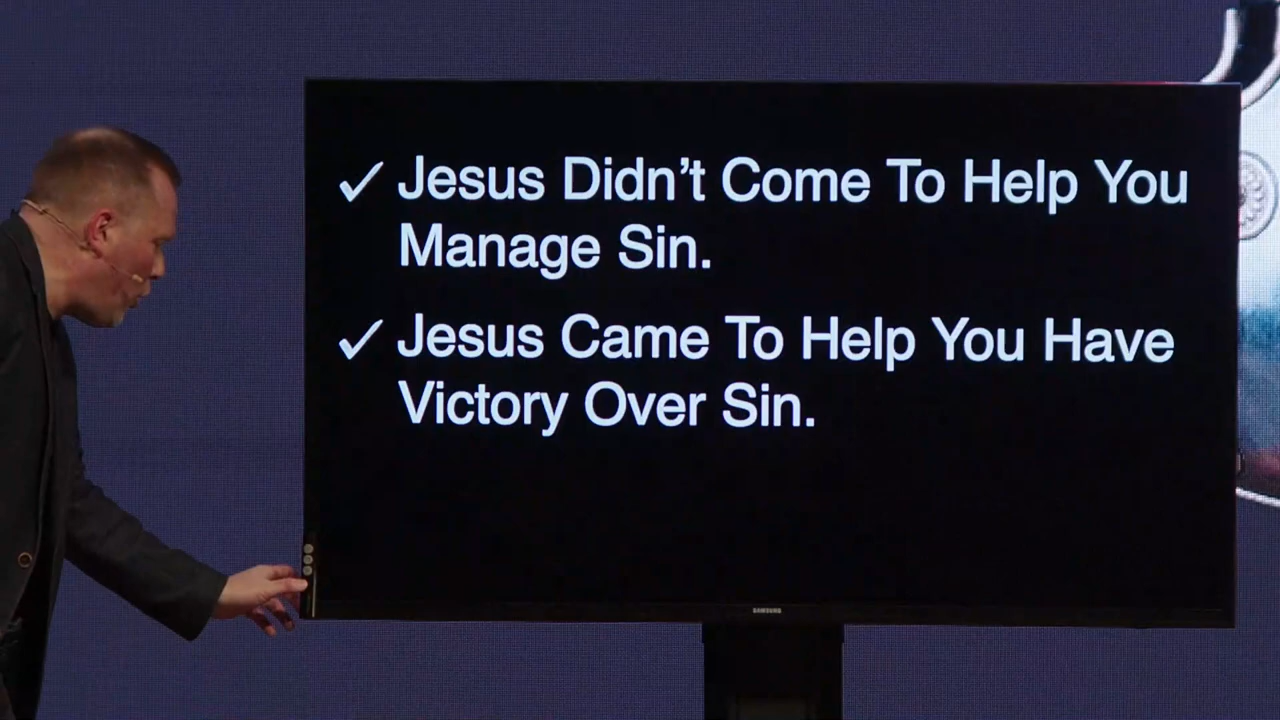 ✓ Jesus Didn't Come To Help You
Manage Sin.
✓ Jesus Came To Help You Have
Victory Over Sin.
SAMSUNG